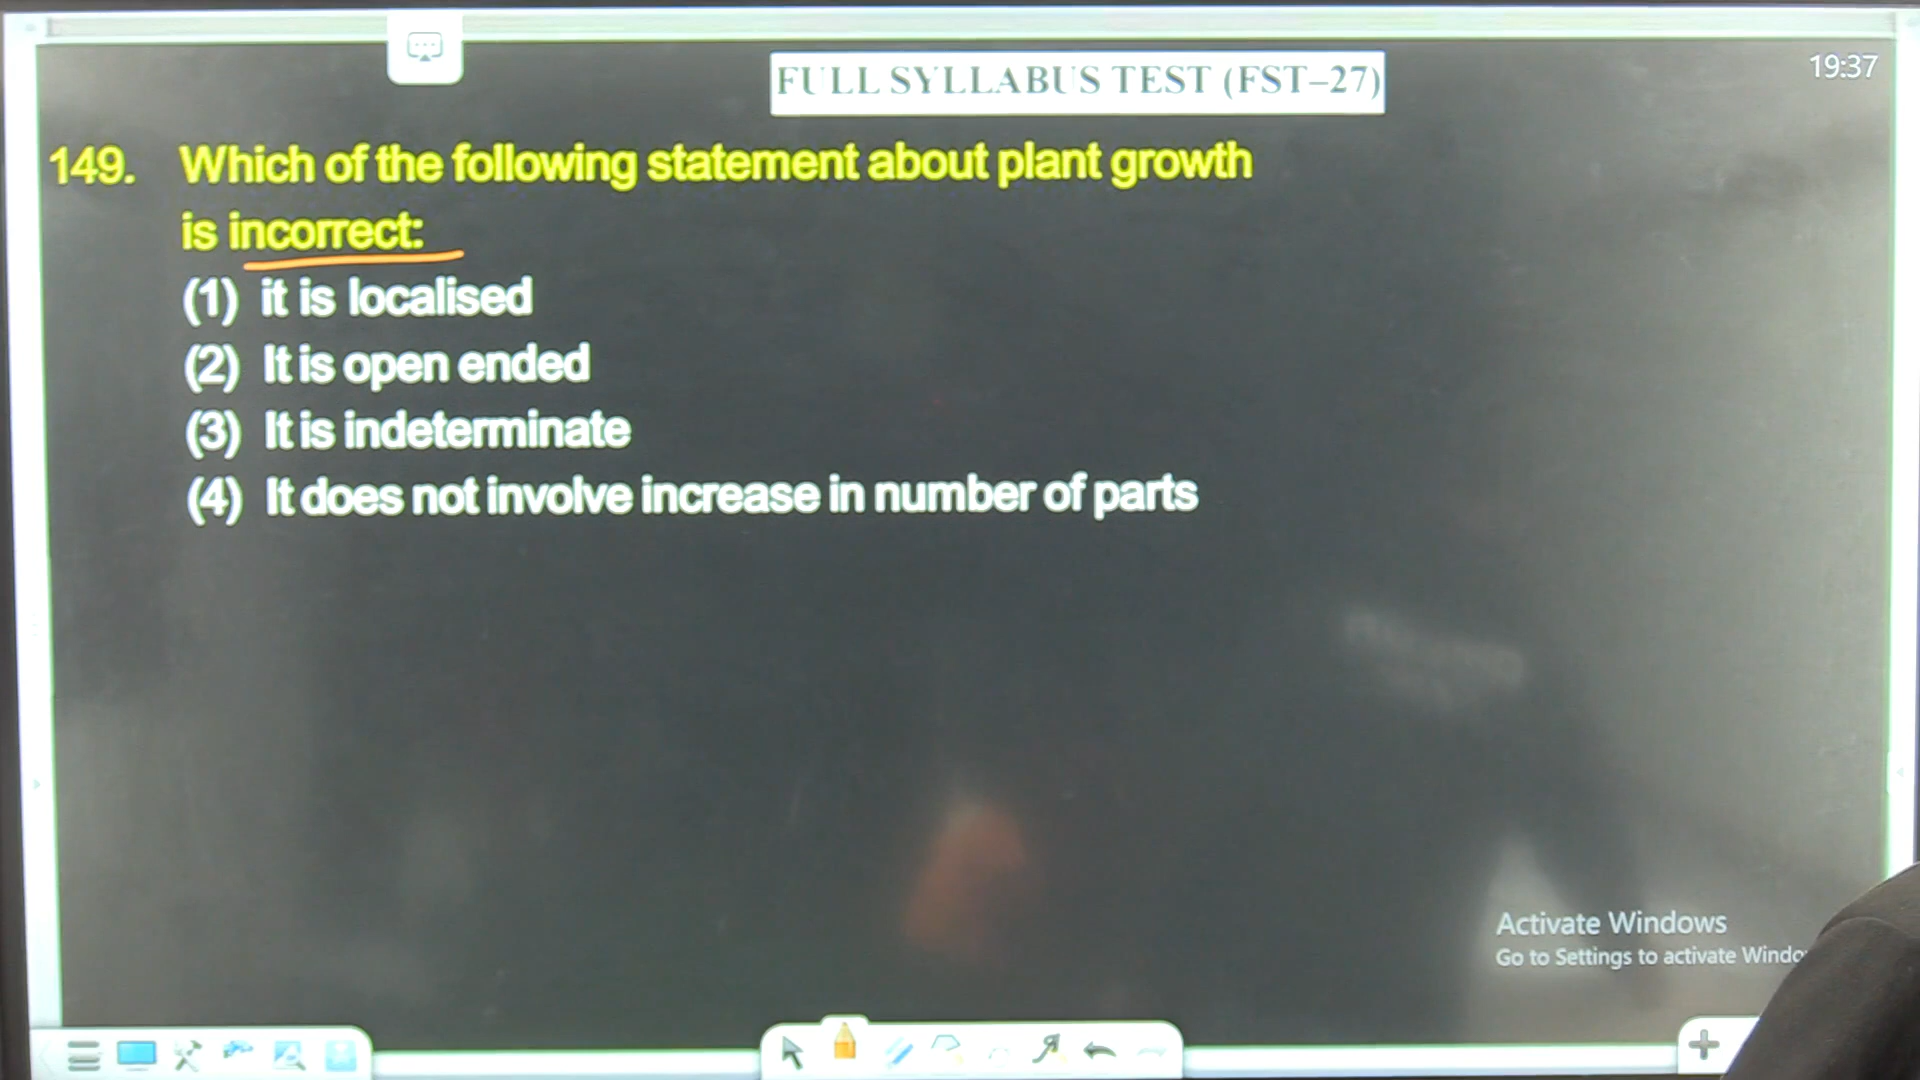 FULL SYLLABUS TEST (FST–27)
19:37
149. Which of the following statement about plant growth
is incorrect:
(1) it is localised
(2) It is open ended
(3) It is indeterminate
(4) It does not involve increase in number of parts
Activate Windows
Go to Settings to activate